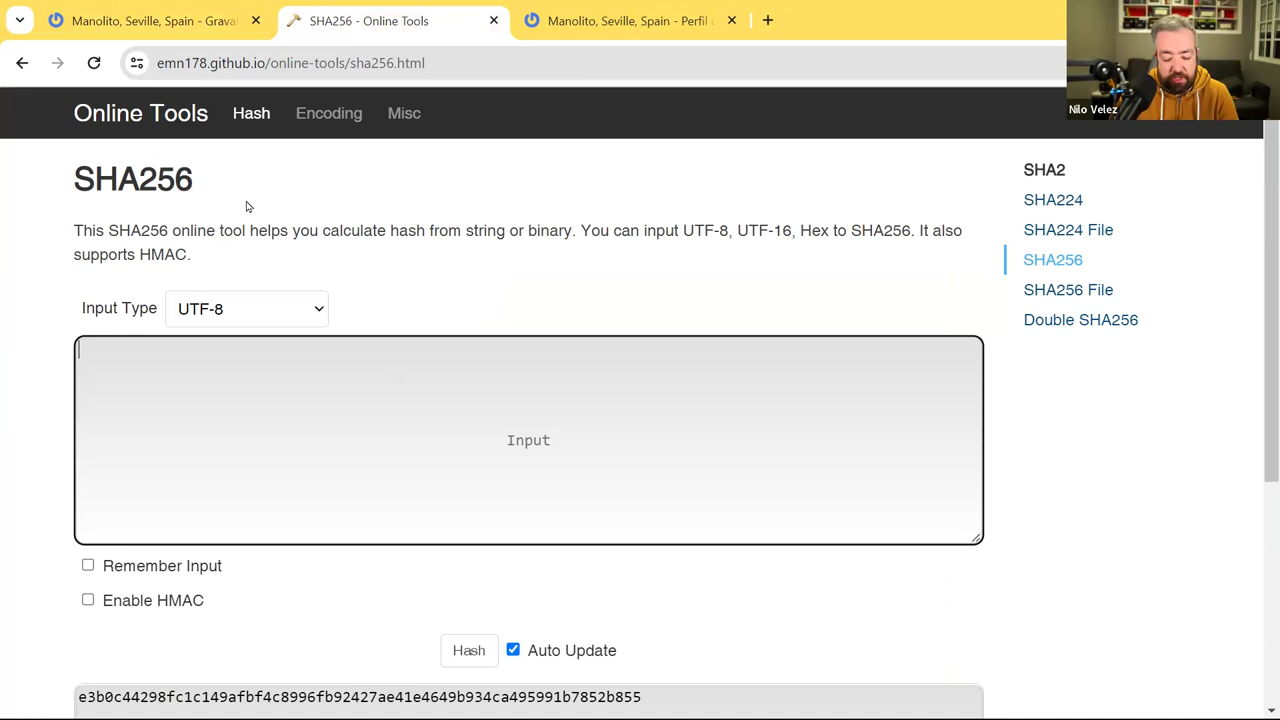 Manolito, Seville, Spain - Grava
SHA256 - Online Tools
Manolito, Seville, Spain - Perfil
emn178.github.io/online-tools/sha256.html
Nilo Velez
Online Tools
Hash
Encoding
Misc
SHA256
This SHA256 online tool helps you calculate hash from string or binary. You can input UTF-8, UTF-16, Hex to SHA256. It also
supports HMAC.
Input Type
UTF-8
Input
Remember Input
Enable HMAC
Hash
Auto Update
e3b0c44298fc1c149afbf4c8996fb92427ae41e4649b934ca495991b7852b855
SHA2
SHA224
SHA224 File
SHA256
SHA256 File
Double SHA256